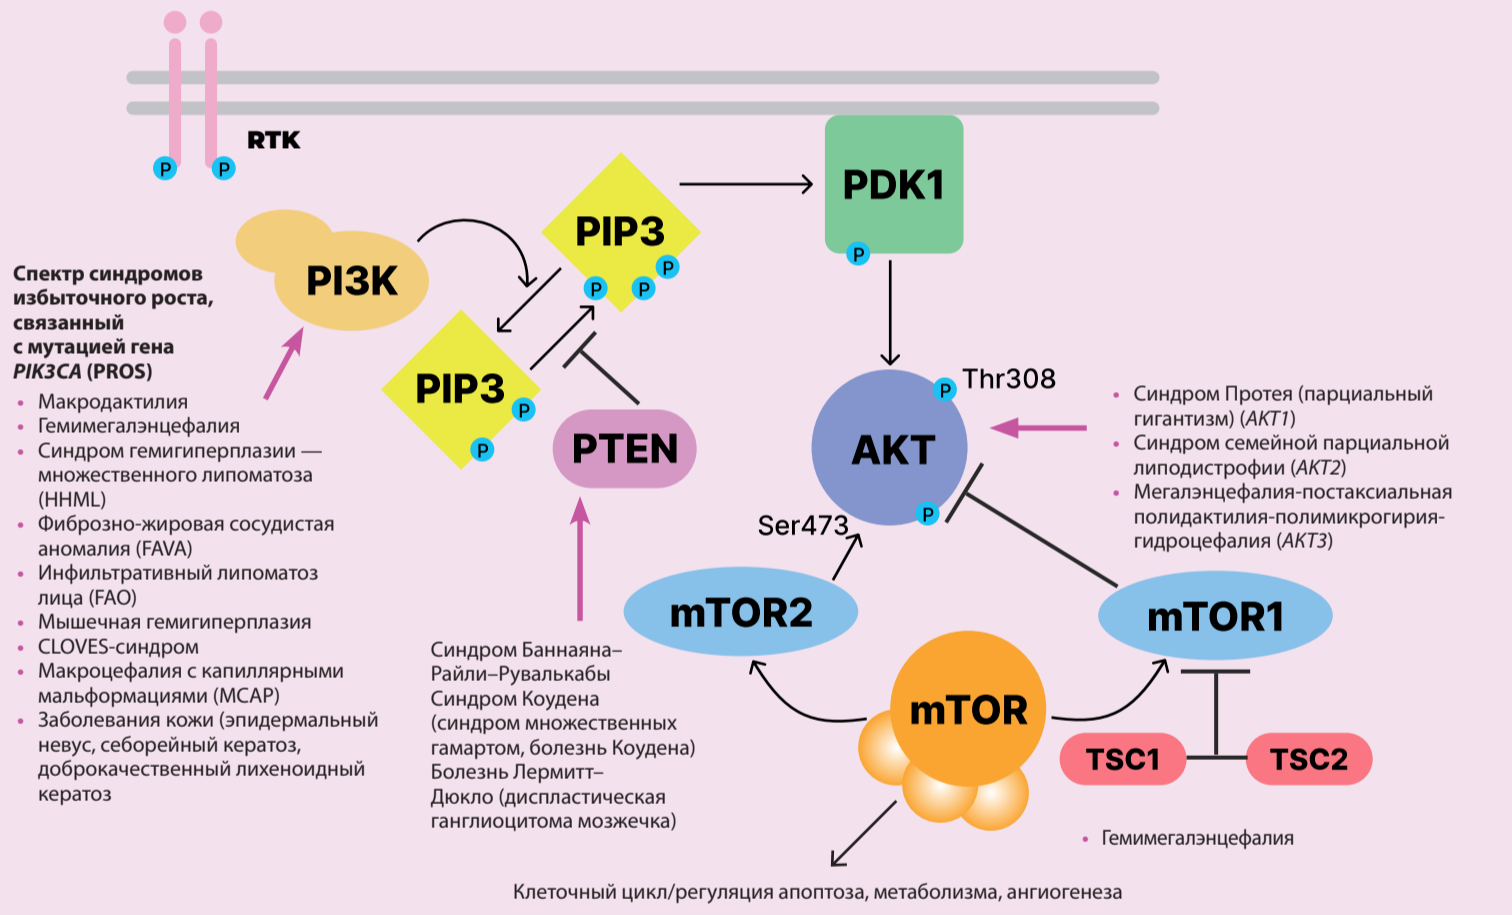 RTK
P
P
PI3K
PIP3
P
P
P
PIP3
P
P
PDK1
P
PTEN
AKT
P
Thr308
P
Ser473
mTOR2
mTOR1
mTOR
TSC1
TSC2
Спектр синдромов
избыточного роста,
связанный
с мутацией гена
PIK3CA (PROS)
• Макродактилия
• Гемимегалэнцефалия
• Синдром гемигиперплазии —
множественного липоматоза
(HHML)
• Фиброзно-жировая сосудистая
аномалия (FAVA)
• Инфильтративный липоматоз
лица (FAO)
• Мышечная гемигиперплазия
• CLOVES-синдром
• Макроцефалия с капиллярными
мальформациями (MCAP)
• Заболевания кожи (эпидермальный
невус, себорейный кератоз,
доброкачественный лихеноидный
кератоз
Синдром Баннаяна–
Райли–Рувалькабы
Синдром Коудена
(синдром множественных
гамартом, болезнь Коудена)
Болезнь Лермитт–
Дюкло (диспластическая
ганглиоцитома мозжечка)
• Синдром Протея (парциальный
гигантизм) (AKT1)
• Синдром семейной парциальной
липодистрофии (AKT2)
• Мегалэнцефалия-постаксиальная
полидактилия-полимикрогирия-
гидроцефалия (AKT3)
• Гемимегалэнцефалия
Клеточный цикл/регуляция апоптоза, метаболизма, ангиогенеза